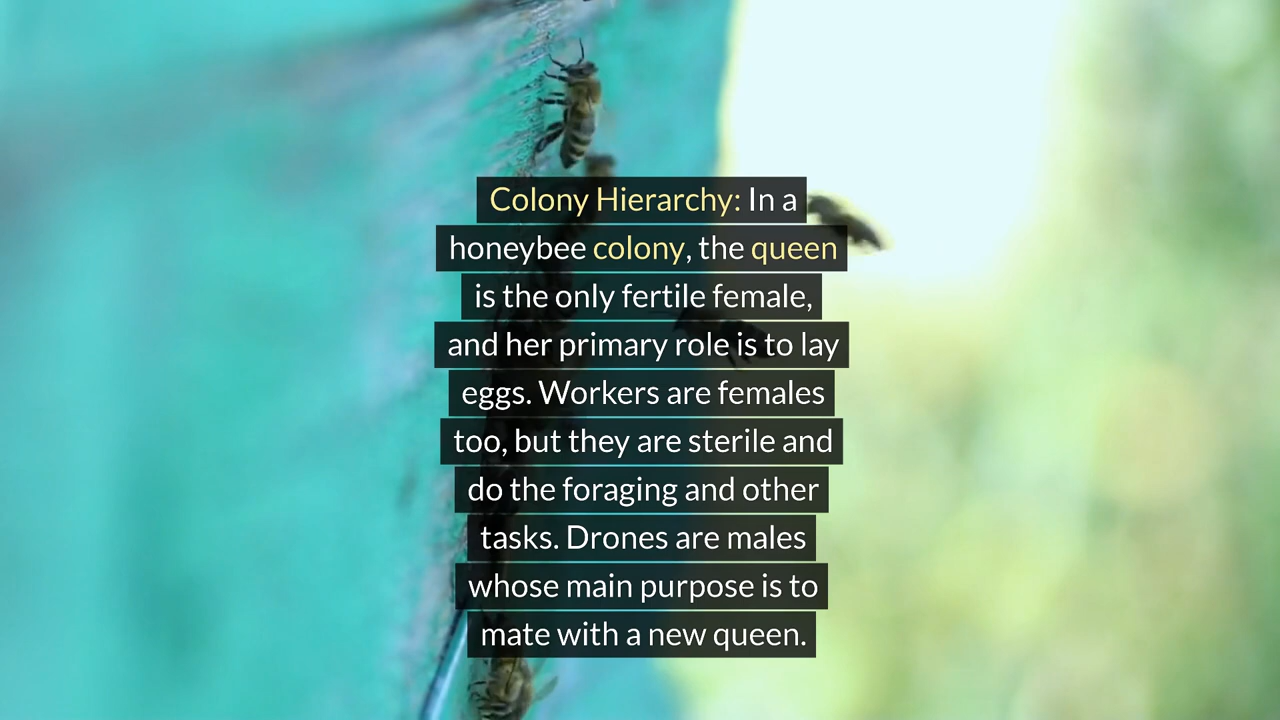 Colony Hierarchy: In a
honeybee colony, the queen
is the only fertile female,
and her primary role is to lay
eggs. Workers are females
too, but they are sterile and
do the foraging and other
tasks. Drones are males
whose main purpose is to
mate with a new queen.